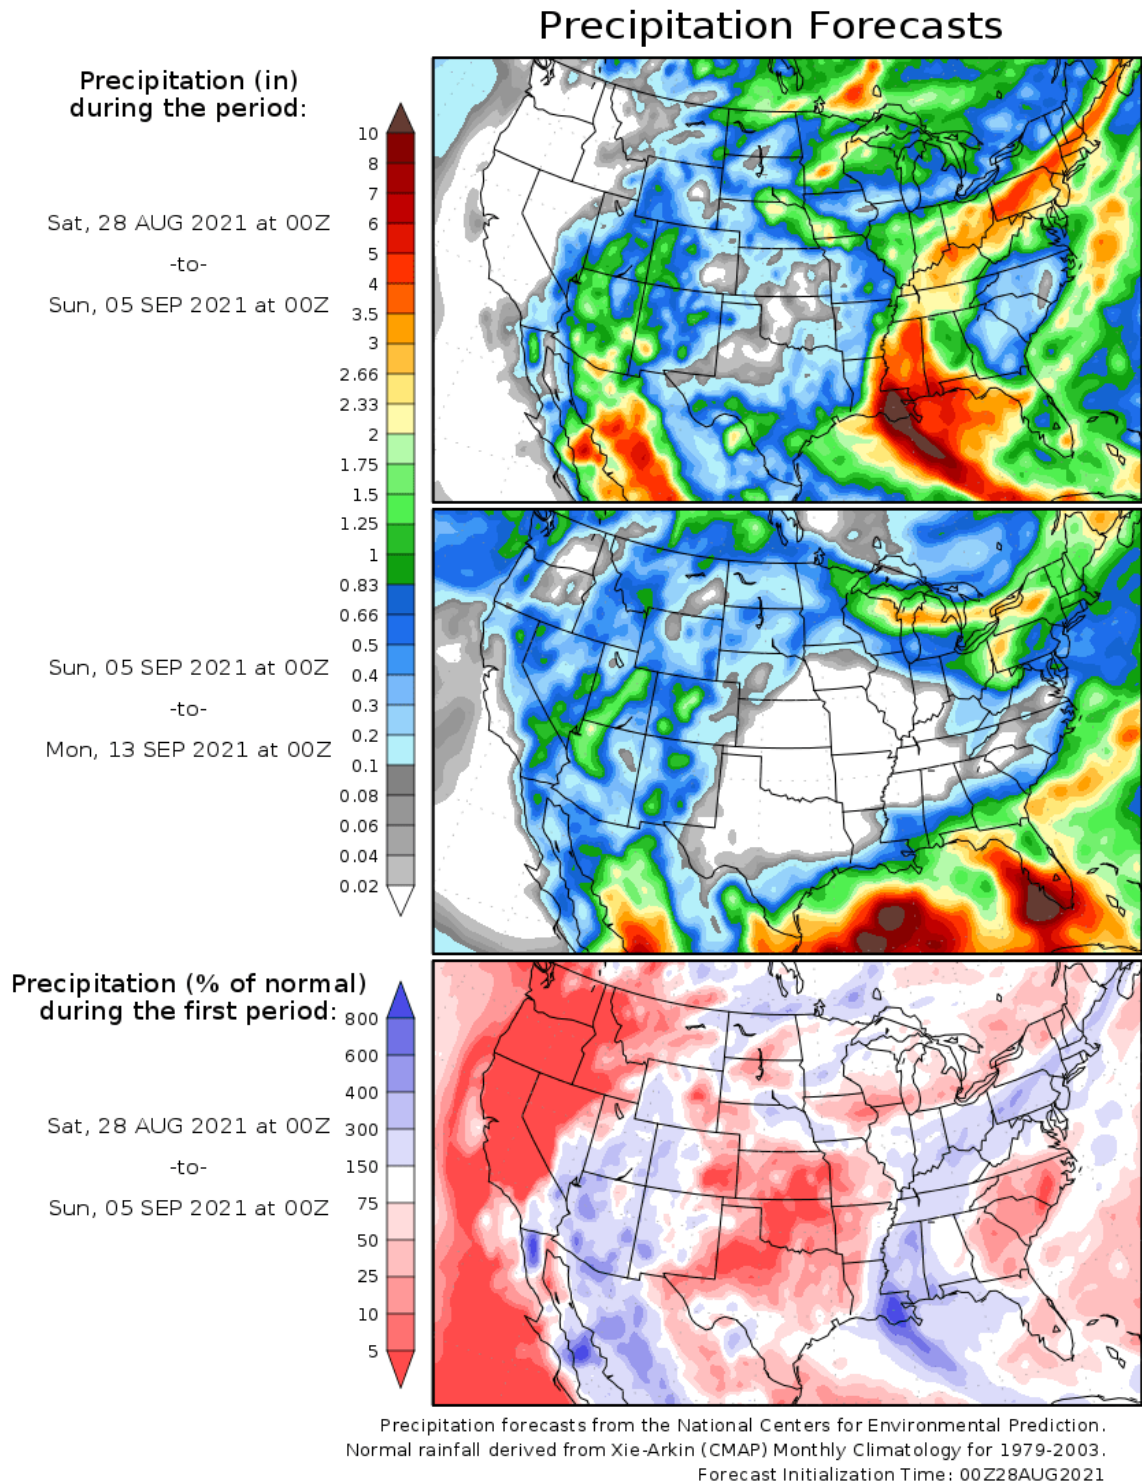 Precipitation Forecasts
Precipitation (in)
during the period:
10
8
7
6
5
4
3.5
3
2.66
2.33
2
1.75
1.5
1.25
1
0.83
0.66
0.5
0.4
0.3
0.2
0.1
0.08
0.06
0.04
0.02
Sat, 28 AUG 2021 at 00Z
-to-
Sun, 05 SEP 2021 at 00Z
Sun, 05 SEP 2021 at 00Z
-to-
Mon, 13 SEP 2021 at 00Z
Precipitation (% of normal)
during the first period:
800
600
400
300
150
75
50
25
10
5
Sat, 28 AUG 2021 at 00Z
-to-
Sun, 05 SEP 2021 at 00Z
Precipitation forecasts from the National Centers for Environmental Prediction.
Normal rainfall derived from Xie-Arkin (CMAP) Monthly Climatology for 1979-2003.
Forecast Initialization Time: 00Z28AUG2021